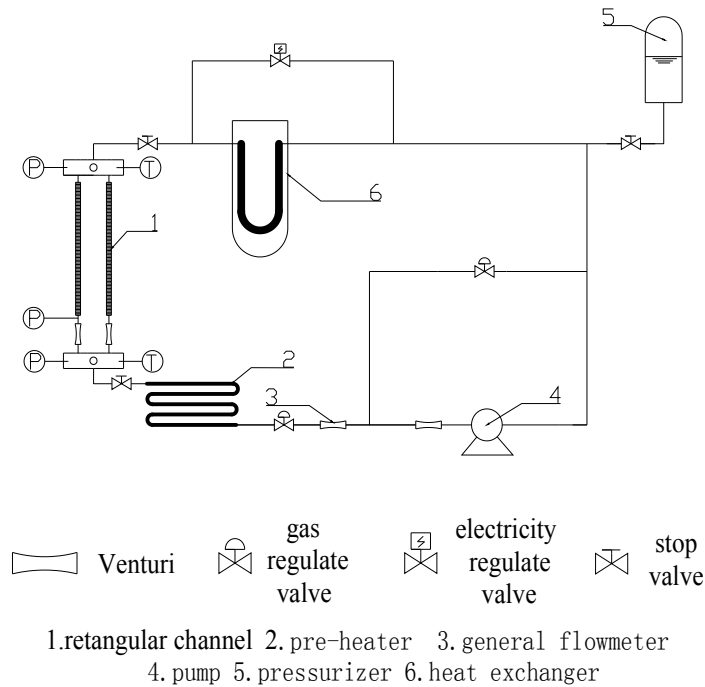 5
6
P
T
1
P
P
T
2
3
4
Venturi
gas
regulate
valve
electricity
regulate
valve
stop
valve
1.retangular channel 2. pre-heater 3.general flowmeter
4.pump 5.pressurizer 6.heat exchanger